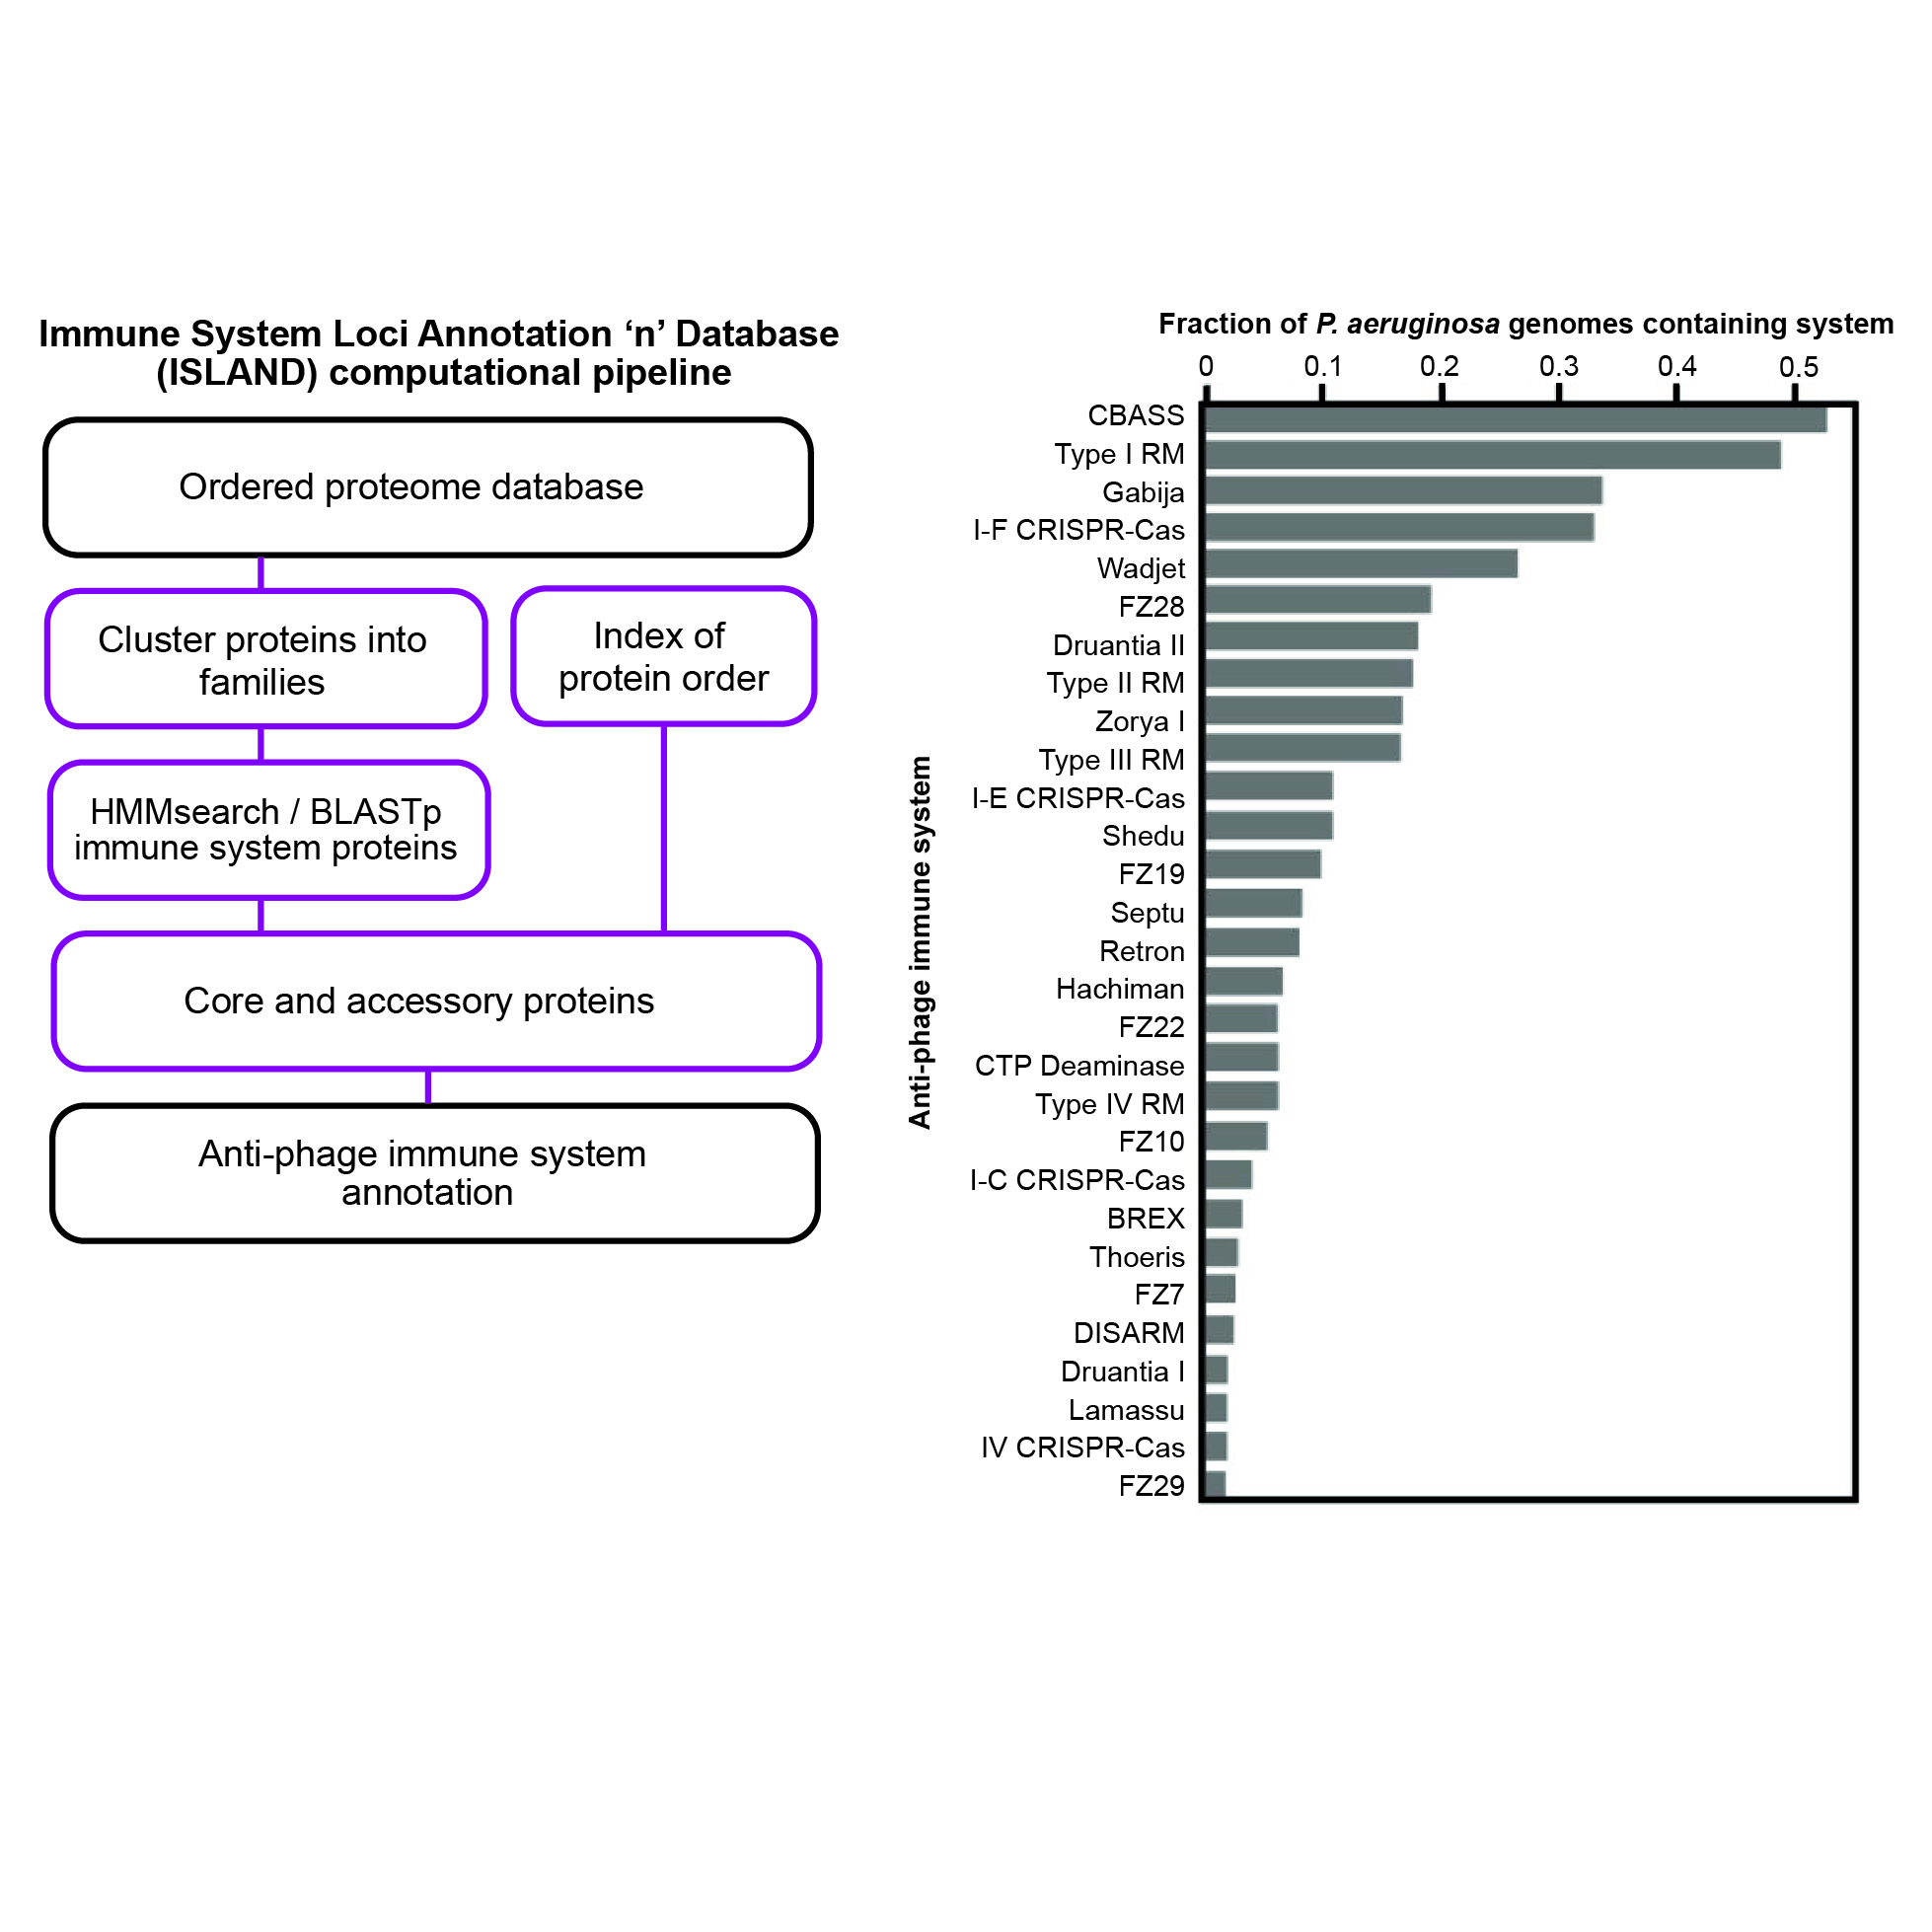 Immune System Loci Annotation ‘n’ Database
(ISLAND) computational pipeline
Ordered proteome database
Cluster proteins into
families
Index of
protein order
HMMsearch / BLASTp
immune system proteins
Core and accessory proteins
Anti-phage immune system
annotation
Fraction of P. aeruginosa genomes containing system
0 0.1 0.2 0.3 0.4 0.5
Anti-phage immune system
CBASS
Type I RM
Gabija
I-F CRISPR-Cas
Wadjet
FZ28
Druantia II
Type II RM
Zorya I
Type III RM
I-E CRISPR-Cas
Shedu
FZ19
Septu
Retron
Hachiman
FZ22
CTP Deaminase
Type IV RM
FZ10
I-C CRISPR-Cas
BREX
Thoeris
FZ7
DISARM
Druantia I
Lamassu
IV CRISPR-Cas
FZ29